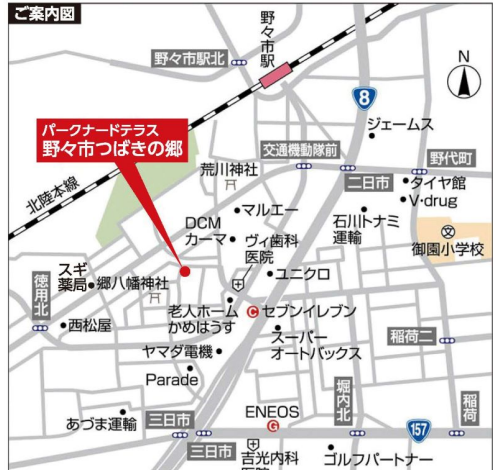 ご案内図
野々市駅
野々市駅北
N
8
ジェームス
パークナードテラス
野々市つばきの郷
交通機動隊前
野代町
荒川神社
北陸本線
二日市
タイヤ館
V・drug
マルエー
DCM
カーマ
石川トナミ
運輸
文
御園小学校
ヴィ歯科
医院
スギ
薬局
郷八幡神社
ユニクロ
徳用北
老人ホーム
かめはうす
C
セブンイレブン
西松屋
スーパー
オートバックス
稲荷二
ヤマダ電機
Parade
堀内北
稲荷
あづま運輸
三日市
ENEOS
G
157
三日市
吉光内科
医院
ゴルフパートナー